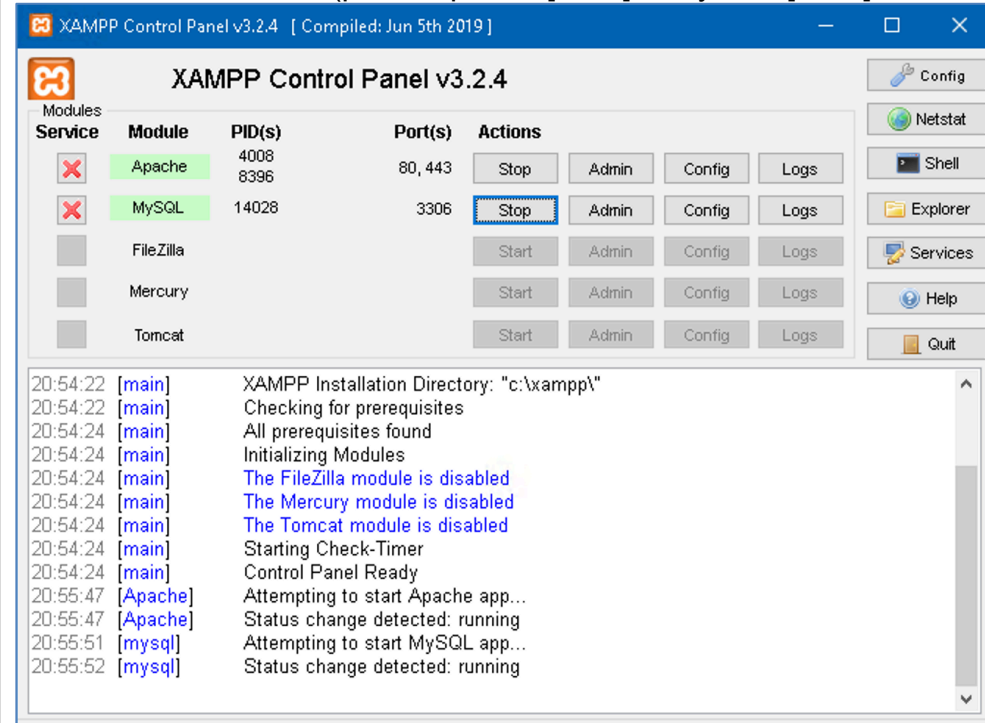 XAMPP Control Panel v3.2.4 [ Compiled: Jun 5th 2019 ]
XAMPP Control Panel v3.2.4
Config
Modules
Netstat
Service Module PID(s) Port(s) Actions
Apache 4008 8396 80, 443 Stop Admin Config Logs
Shell
MySQL 14028 3306 Stop Admin Config Logs
Explorer
FileZilla Start Admin Config Logs
Services
Mercury Start Admin Config Logs
Help
Tomcat Start Admin Config Logs
Quit
20:54:22 [main] XAMPP Installation Directory: "c:\xampp\"
20:54:22 [main] Checking for prerequisites
20:54:24 [main] All prerequisites found
20:54:24 [main] Initializing Modules
20:54:24 [main] The FileZilla module is disabled
20:54:24 [main] The Mercury module is disabled
20:54:24 [main] The Tomcat module is disabled
20:54:24 [main] Starting Check-Timer
20:54:24 [main] Control Panel Ready
20:55:47 [Apache] Attempting to start Apache app...
20:55:47 [Apache] Status change detected: running
20:55:51 [mysql] Attempting to start MySQL app...
20:55:52 [mysql] Status change detected: running